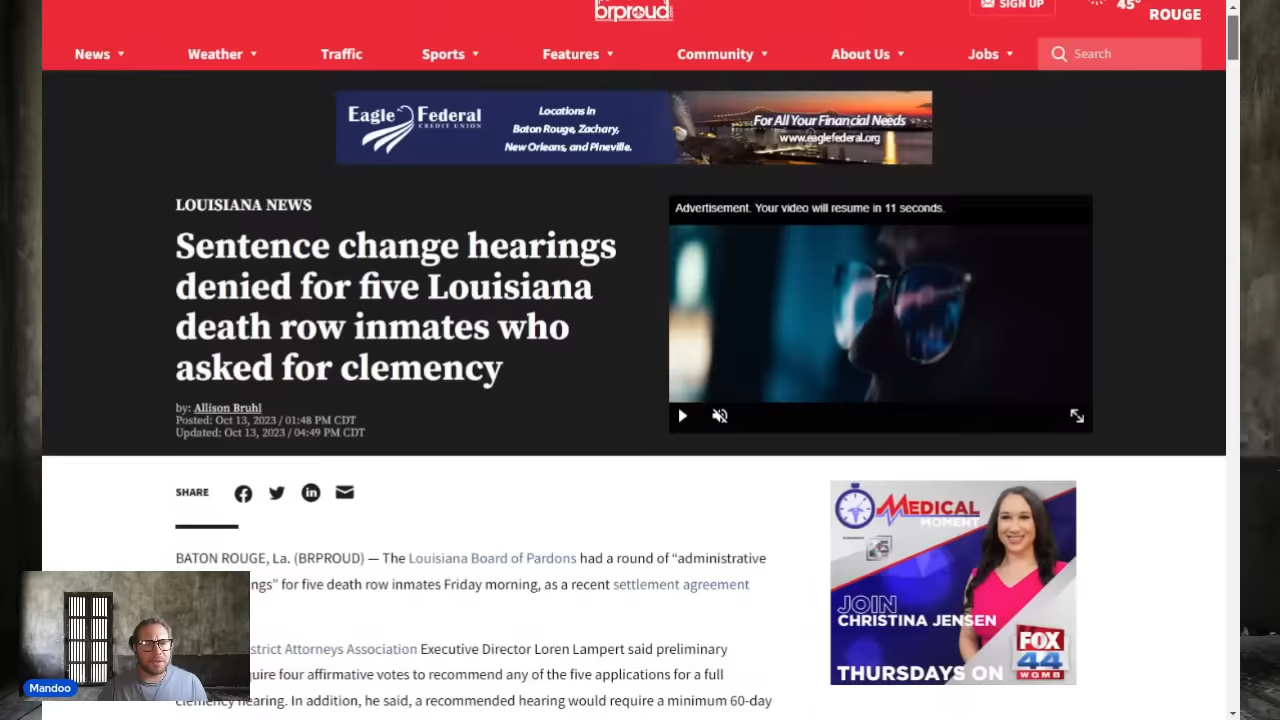 brproud
.com
SIGN UP
45°
ROUGE
News
Weather
Traffic
Sports
Features
Community
About Us
Jobs
Search
Eagle Federal
CREDIT UNION
Locations in
Baton Rouge, Zachary,
New Orleans, and Pineville.
For All Your Financial Needs
www.eaglefederal.org
LOUISIANA NEWS
Sentence change hearings
denied for five Louisiana
death row inmates who
asked for clemency
by: Allison Bruhl
Posted: Oct 13, 2023 / 01:48 PM CDT
Updated: Oct 13, 2023 / 04:49 PM CDT
Advertisement. Your video will resume in 11 seconds.
SHARE
BATON ROUGE, La. (BRPROUD) — The Louisiana Board of Pardons had a round of “administrative
ngs” for five death row inmates Friday morning, as a recent settlement agreement
strict Attorneys Association Executive Director Loren Lampert said preliminary
quire four affirmative votes to recommend any of the five applications for a full
clemency hearing. In addition, he said, a recommended hearing would require a minimum 60-day
MEDICAL
MOMENT
JOIN
CHRISTINA JENSEN
THURSDAYS ON
FOX
44
WGMB
Mandoo